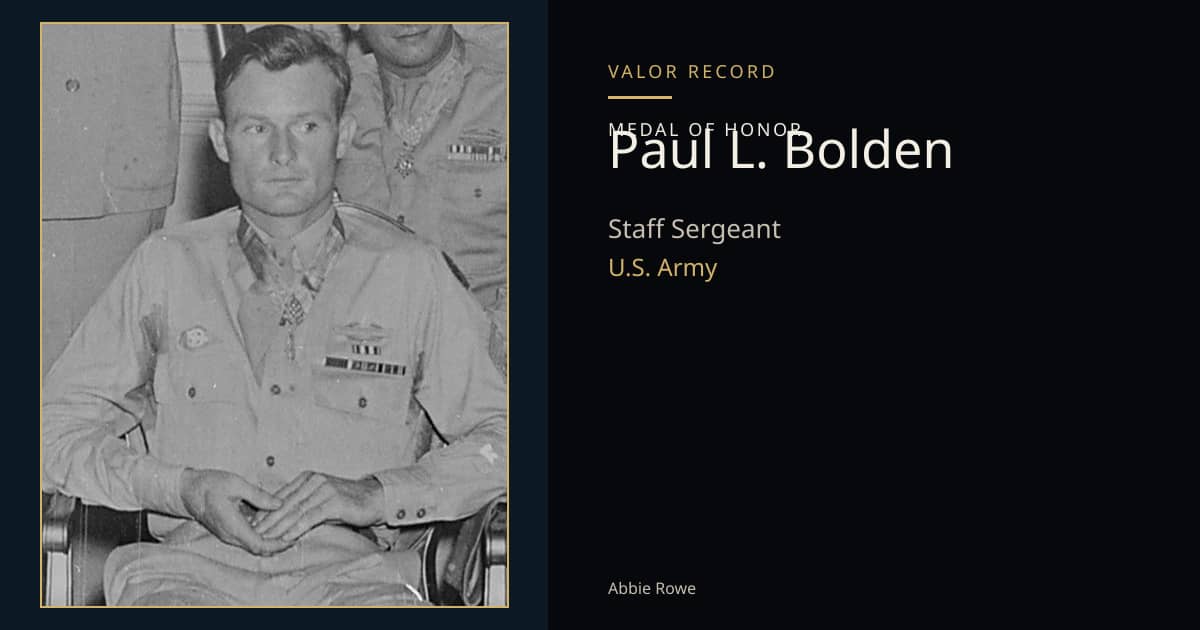 VALOR RECORD
MEDAL OF HONOR
Paul L. Bolden
Staff Sergeant
U.S. Army
Abbie Rowe